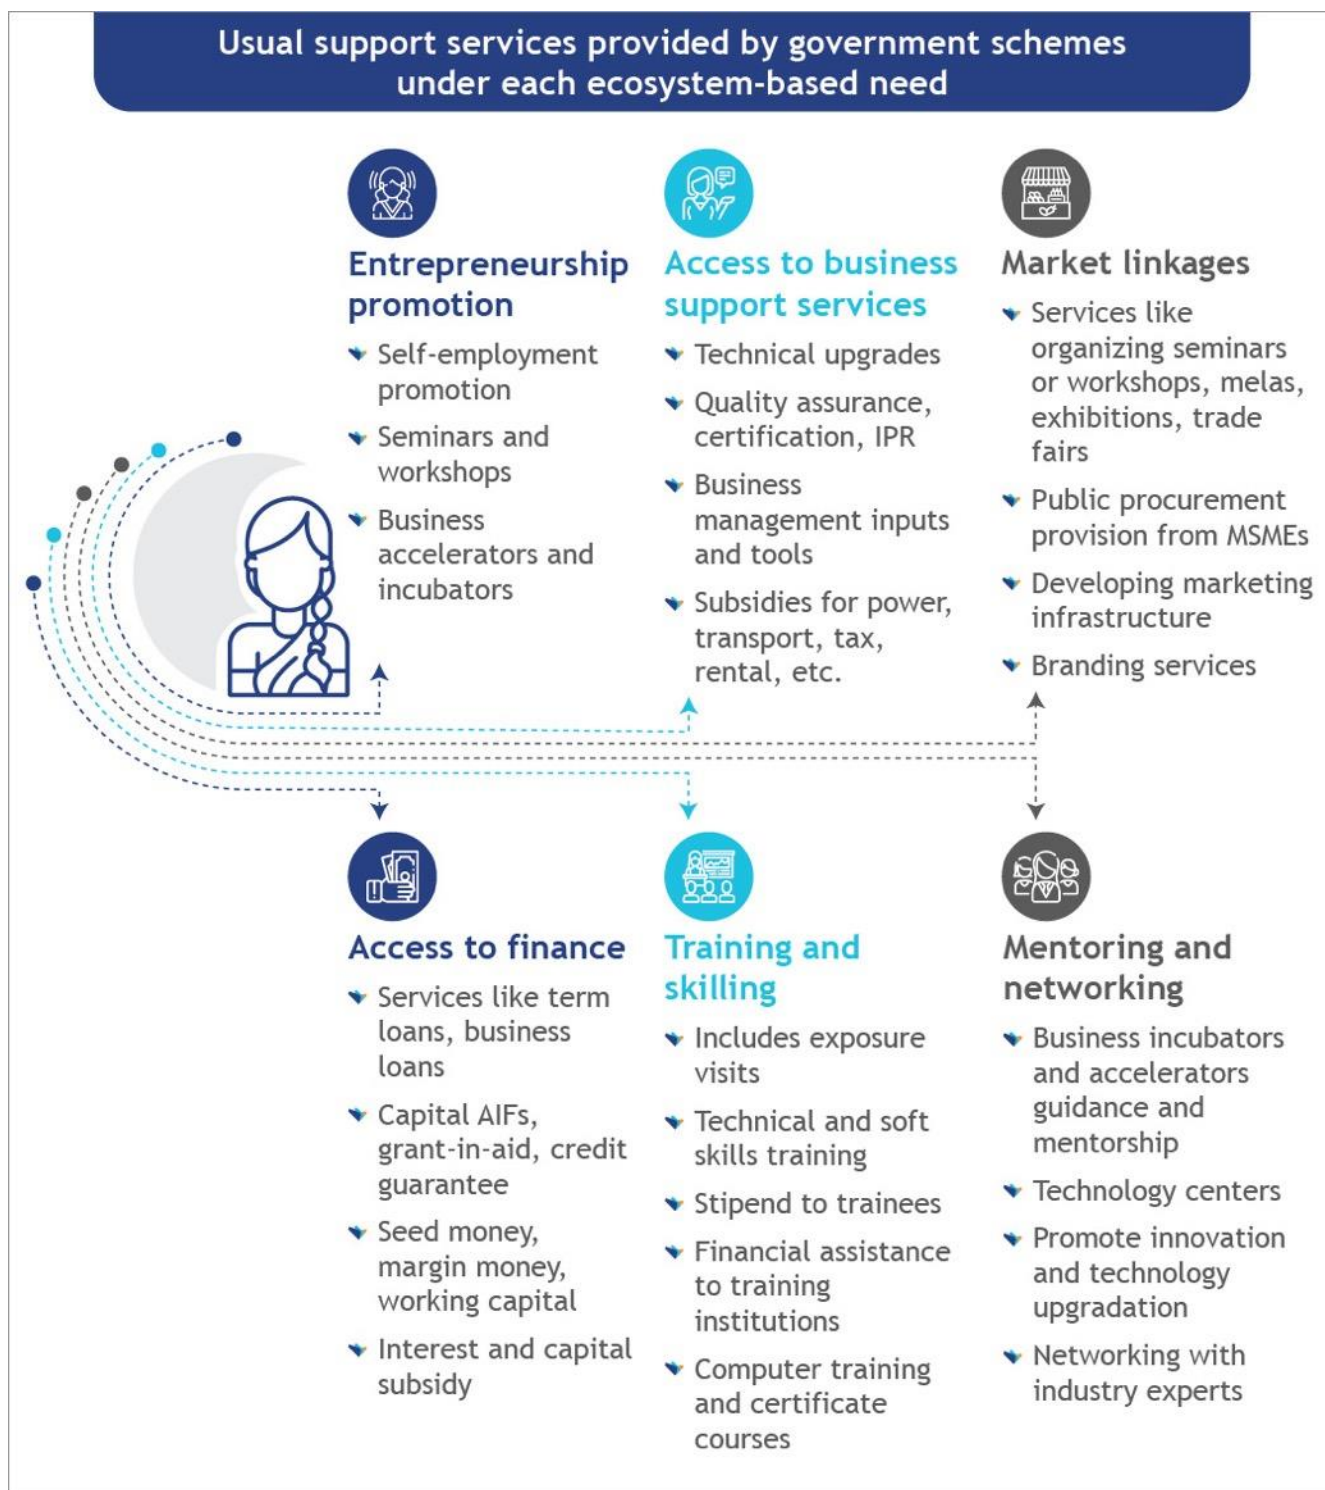 Usual support services provided by government schemes
under each ecosystem-based need
Entrepreneurship
promotion
Self-employment
promotion
Seminars and
workshops
Business
accelerators and
incubators
Access to business
support services
Technical upgrades
Quality assurance,
certification, IPR
Business
management inputs
and tools
Subsidies for power,
transport, tax,
rental, etc.
Market linkages
Services like
organizing seminars
or workshops, melas,
exhibitions, trade
fairs
Public procurement
provision from MSMEs
Developing marketing
infrastructure
Branding services
Access to finance
Services like term
loans, business
loans
Capital AIFs,
grant-in-aid, credit
guarantee
Seed money,
margin money,
working capital
Interest and capital
subsidy
Training and
skilling
Includes exposure
visits
Technical and soft
skills training
Stipend to trainees
Financial assistance
to training
institutions
Computer training
and certificate
courses
Mentoring and
networking
Business incubators
and accelerators
guidance and
mentorship
Technology centers
Promote innovation
and technology
upgradation
Networking with
industry experts